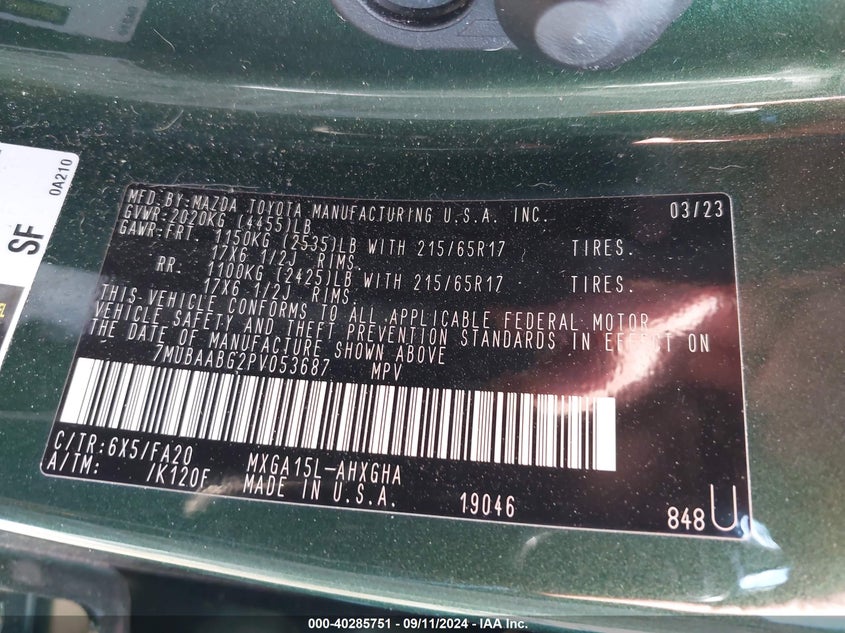 SF
0A210
MFD.BY:MAZDA TOYOTA MANUFACTURING U.S.A. INC. 03/23
GVWR:2020KG (4455)LB
GAWR:FRT. 1150KG (2535)LB WITH 215/65R17 TIRES.
17X6 1/2J RIMS.
RR: 1100KG (2425)LB WITH 215/65R17 TIRES.
17X6 1/2J RIMS.
THIS VEHICLE CONFORMS TO ALL APPLICABLE FEDERAL MOTOR
VEHICLE SAFETY AND THEFT PREVENTION STANDARDS IN EFFECT ON
THE DATE OF MANUFACTURE SHOWN ABOVE.
7MUBAABG2PV053687 MPV
C/TR:6X5/FA20 MXGA15L-AHXGHA
A/TM: /K120F MADE IN U.S.A. 19046 848U
000-40285751 - 09/11/2024 - IAA Inc.